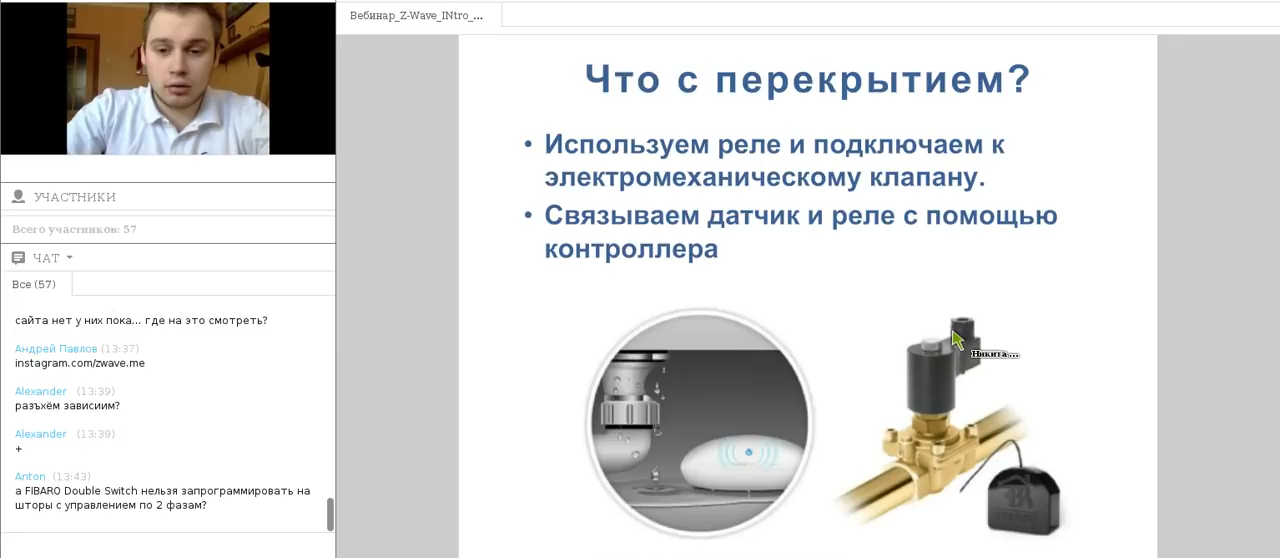 Вебинар_Z-Wave_INtro_...
УЧАСТНИКИ
Всего участников: 57
ЧАТ
Все (57)
сайта нет у них пока... где на это смотреть?
Андрей Павлов (13:37)
instagram.com/zwave.me
Alexander (13:39)
разъхём зависиим?
Alexander (13:39)
+
Anton (13:43)
а FIBARO Double Switch нельзя запрограммировать на
шторы с управлением по 2 фазам?
Что с перекрытием?
• Используем реле и подключаем к
электромеханическому клапану.
• Связываем датчик и реле с помощью
контроллера
Никита...